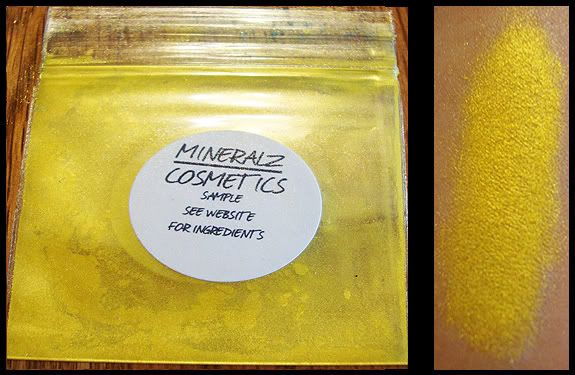 MINERALZ
COSMETICS
SAMPLE
SEE WEBSITE
FOR INGREDIENTS